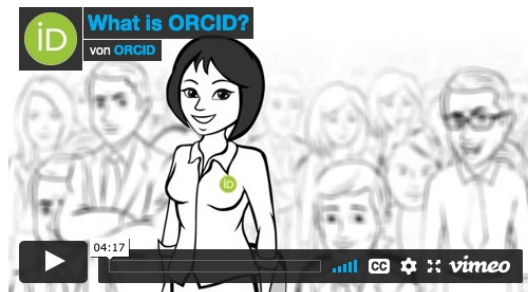 iD
What is ORCID?
von ORCID
iD
04:17
CC
vimeo